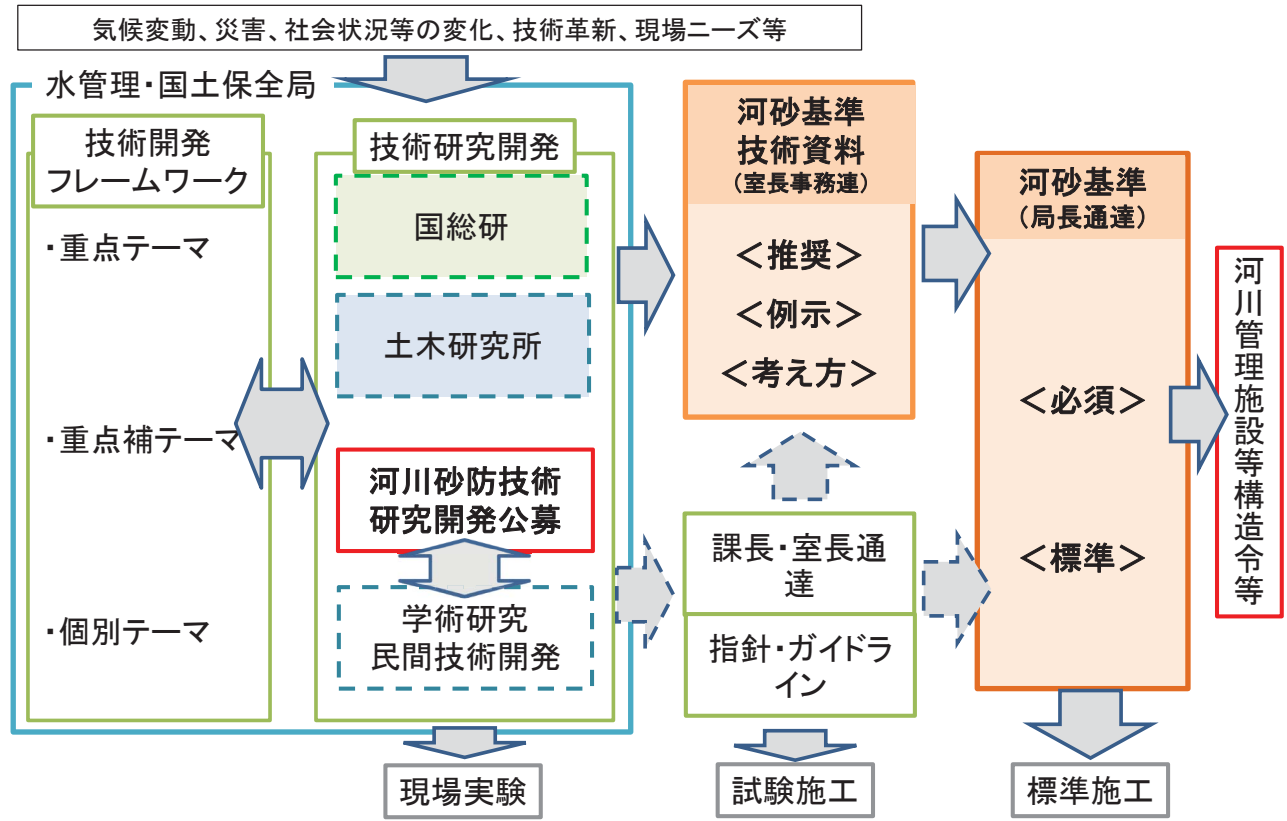 気候変動、災害、社会状況等の変化、技術革新、現場ニーズ等
水管理・国土保全局
技術開発
フレームワーク
・重点テーマ
・重点補テーマ
・個別テーマ
技術研究開発
国総研
土木研究所
河川砂防技術
研究開発公募
学術研究
民間技術開発
現場実験
河砂基準
技術資料
（室長事務連）
＜推奨＞
＜例示＞
＜考え方＞
課長・室長通
達
指針・ガイドラ
イン
試験施工
河砂基準
（局長通達）
＜必須＞
＜標準＞
標準施工
河川管理施設等構造令等